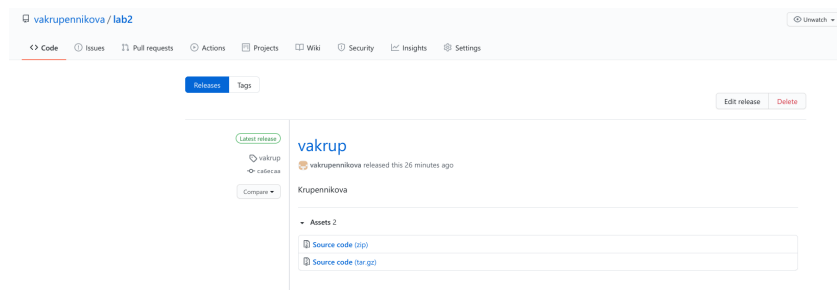 vakrupennikova / lab2
Unwatch
Code Issues Pull requests Actions Projects Wiki Security Insights Settings
Releases Tags
Edit release Delete
Latest release
vakrup
ca6ecaa
Compare
vakrup
vakrupennikova released this 26 minutes ago
Krupennikova
Assets 2
Source code (zip)
Source code (tar.gz)